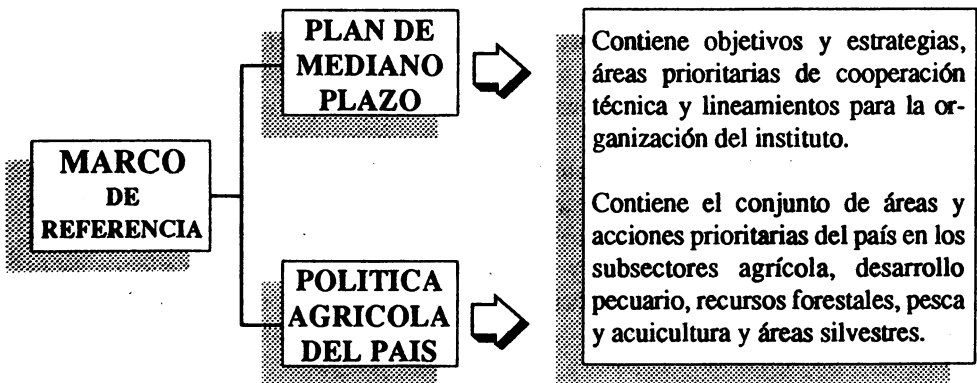 MARCO
DE
REFERENCIA
PLAN DE
MEDIANO
PLAZO
Contiene objetivos y estrategias,
áreas prioritarias de cooperación
técnica y lineamientos para la or-
ganización del instituto.
POLITICA
AGRICOLA
DEL PAIS
Contiene el conjunto de áreas y
acciones prioritarias del país en los
subsectores agrícola, desarrollo
pecuario, recursos forestales, pesca
y acuicultura y áreas silvestres.